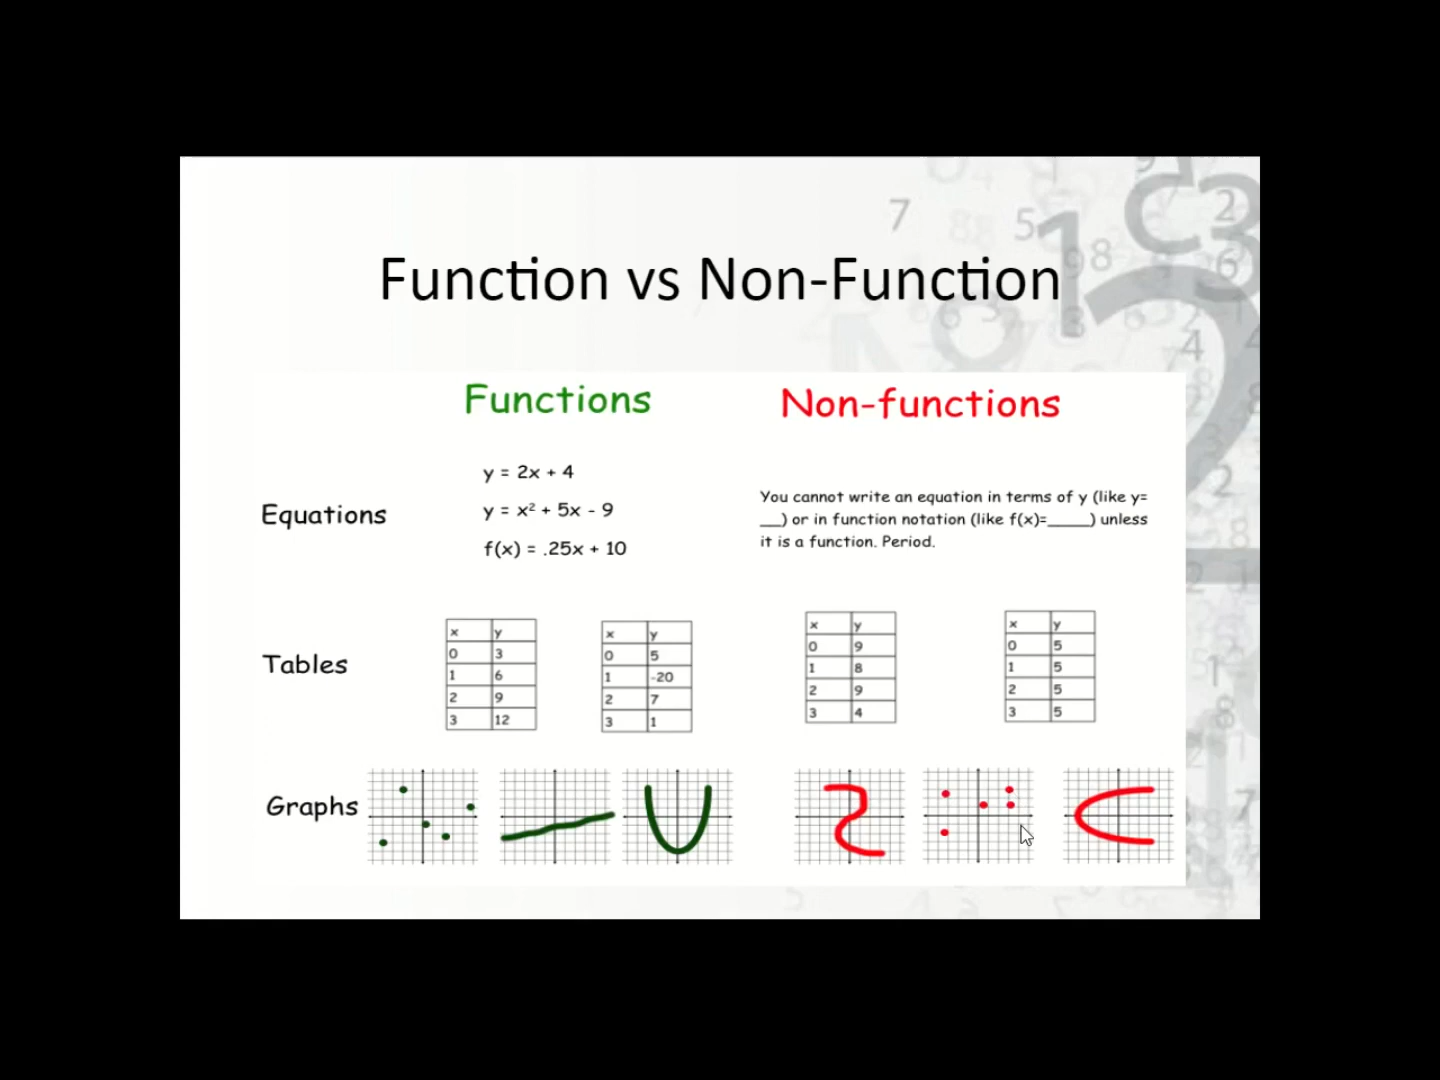 Function vs Non-Function
Functions
Non-functions
Equations
y = 2x + 4
y = x² + 5x - 9
f(x) = .25x + 10
You cannot write an equation in terms of y (like y=
__) or in function notation (like f(x)=_____) unless
it is a function. Period.
Tables
x y
0 3
1 6
2 9
3 12
x y
0 5
1 -20
2 7
3 1
x y
0 9
1 8
2 9
3 4
x y
0 5
1 5
2 5
3 5
Graphs